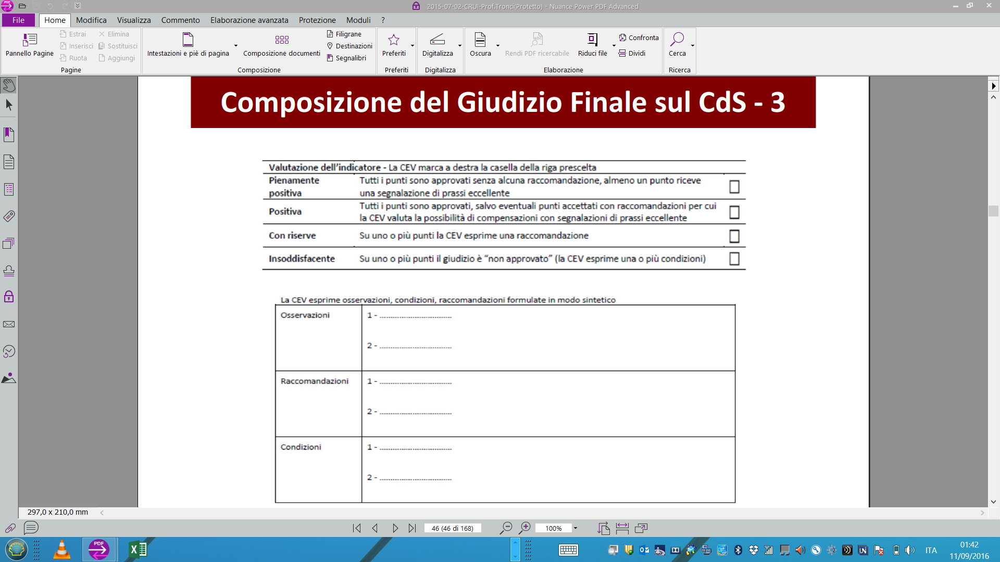 2015-07-02-CRUI-Prof.Tronci(Protetto) - Nuance Power PDF Advanced
File Home Modifica Visualizza Commento Elaborazione avanzata Protezione Moduli ?
Pannello Pagine
Estrai
Inserisci
Ruota
Elimina
Sostituisci
Aggiungi
Pagine
Intestazioni e piè di pagina
Composizione documenti
Filigrane
Destinazioni
Segnalibri
Composizione
Preferiti
Preferiti
Digitalizza
Digitalizza
Oscura
Rendi PDF ricercabile
Riduci file
Confronta
Dividi
Elaborazione
Cerca
Ricerca
Composizione del Giudizio Finale sul CdS - 3
Valutazione dell'indicatore - La CEV marca a destra la casella della riga prescelta
Pienamente positiva
Tutti i punti sono approvati senza alcuna raccomandazione, almeno un punto riceve
una segnalazione di prassi eccellente
Positiva
Tutti i punti sono approvati, salvo eventuali punti accettati con raccomandazioni per cui
la CEV valuta la possibilità di compensazioni con segnalazioni di prassi eccellente
Con riserve
Su uno o più punti la CEV esprime una raccomandazione
Insoddisfacente
Su uno o più punti il giudizio è “non approvato” (la CEV esprime una o più condizioni)
La CEV esprime osservazioni, condizioni, raccomandazioni formulate in modo sintetico
Osservazioni
1 - .................................
2 - .................................
Raccomandazioni
1 - .................................
2 - .................................
Condizioni
1 - .................................
2 - .................................
297,0 x 210,0 mm
46 (46 di 168)
100%
PDF
ITA
01:42
11/09/2016